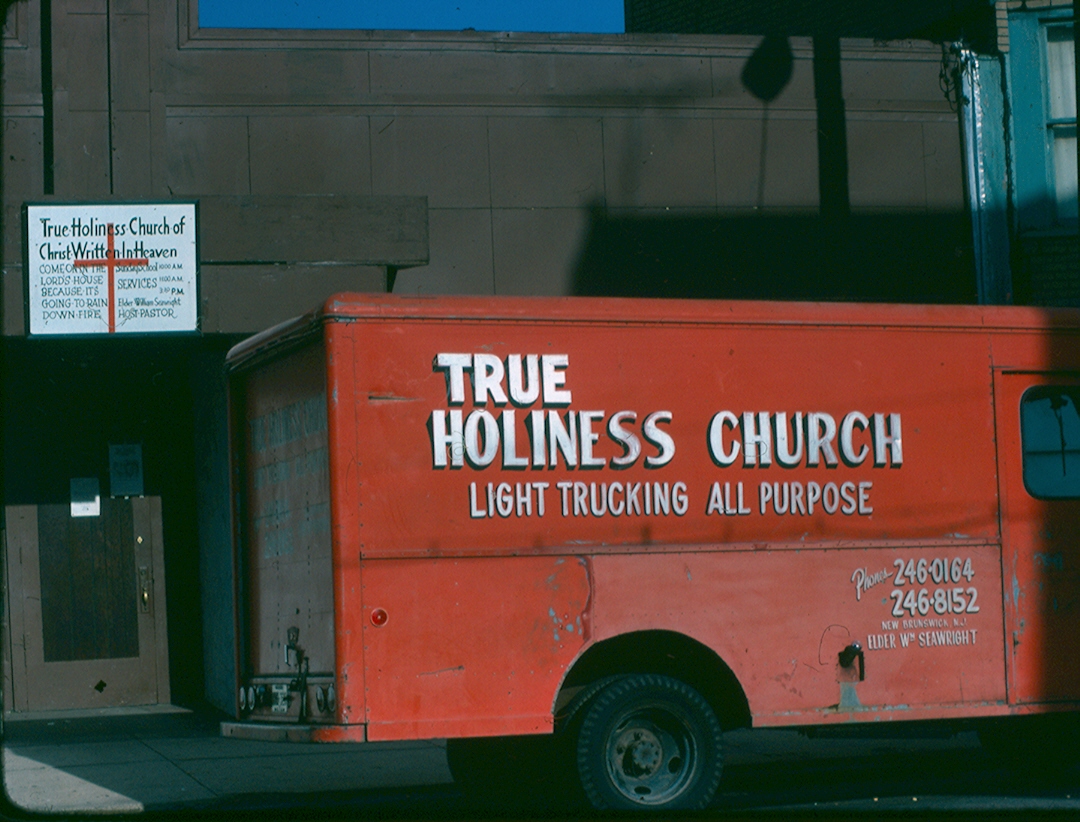 True Holiness Church of
Christ Written In Heaven
COME ON IN THE
LORD'S HOUSE
BECAUSE IT'S
GOING TO RAIN
DOWN FIRE
Sunday School 10:00 A.M.
SERVICES 11:00 A.M.
P.M.
Elder William Seawright
HOST PASTOR
TRUE
HOLINESS CHURCH
LIGHT TRUCKING ALL PURPOSE
Phones 246-0164
246-8152
NEW BRUNSWICK, N.J.
ELDER WM SEAWRIGHT